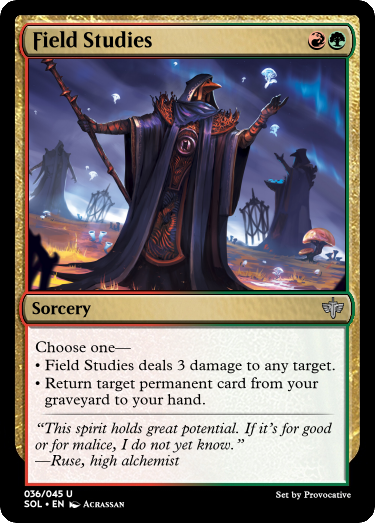 Field Studies
Sorcery
Choose one—
• Field Studies deals 3 damage to any target.
• Return target permanent card from your
graveyard to your hand.
“This spirit holds great potential. If it’s for good
or for malice, I do not yet know.”
—Ruse, high alchemist
036/045 U
SOL • EN Acrassan
Set by Provocative